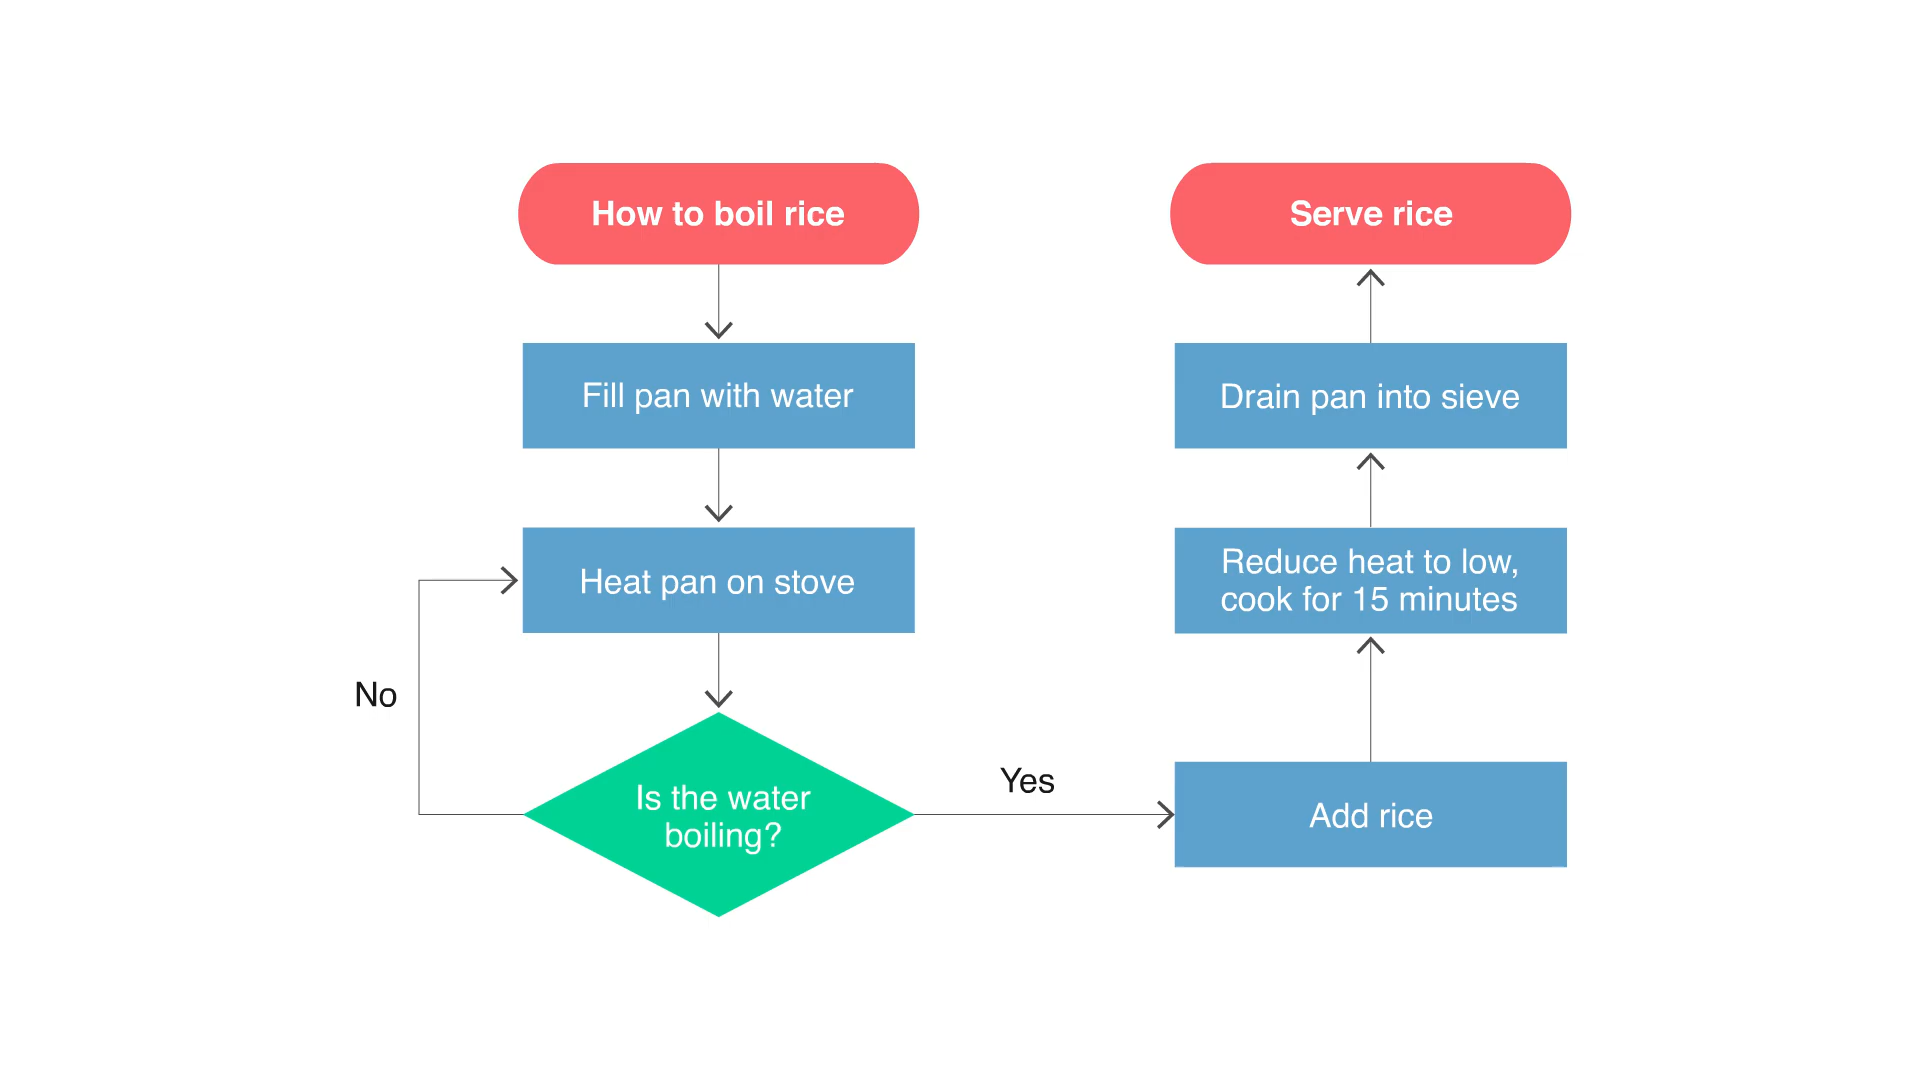 How to boil rice
Fill pan with water
Heat pan on stove
No
Is the water
boiling?
Yes
Add rice
Reduce heat to low,
cook for 15 minutes
Drain pan into sieve
Serve rice